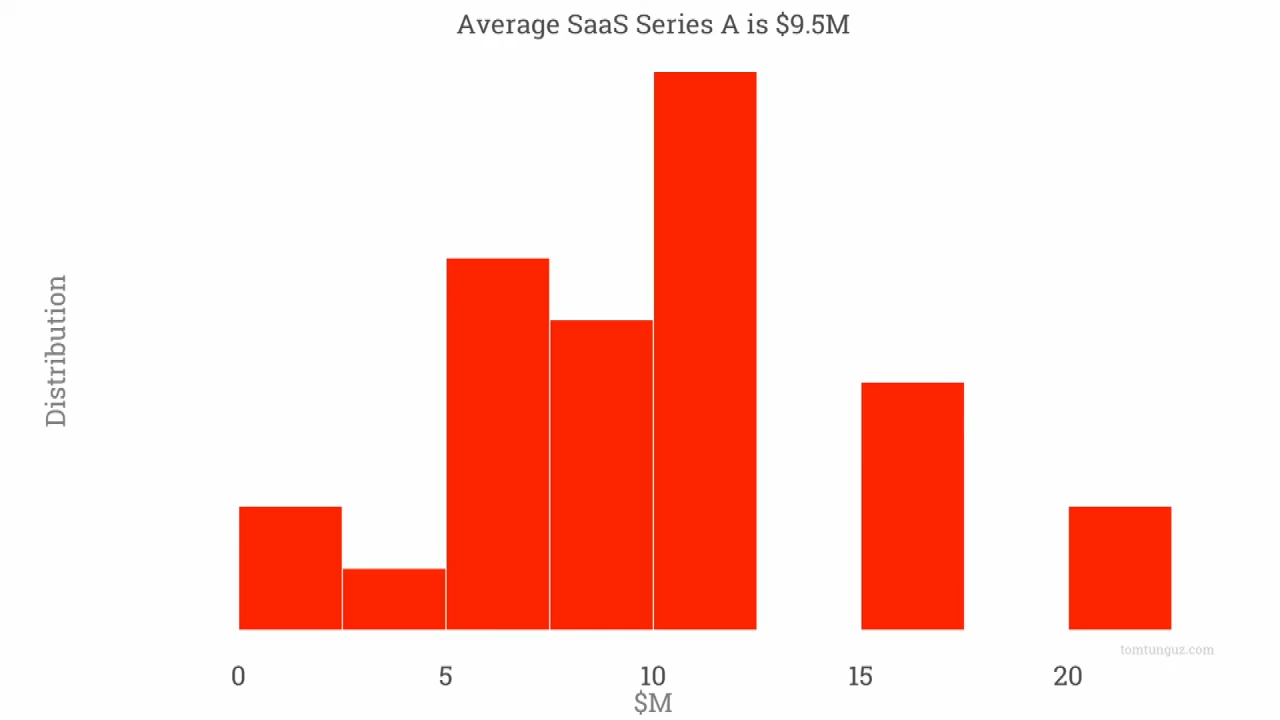 Average SaaS Series A is $9.5M
Distribution
tomtunguz.com
0 5 10 15 20
$M